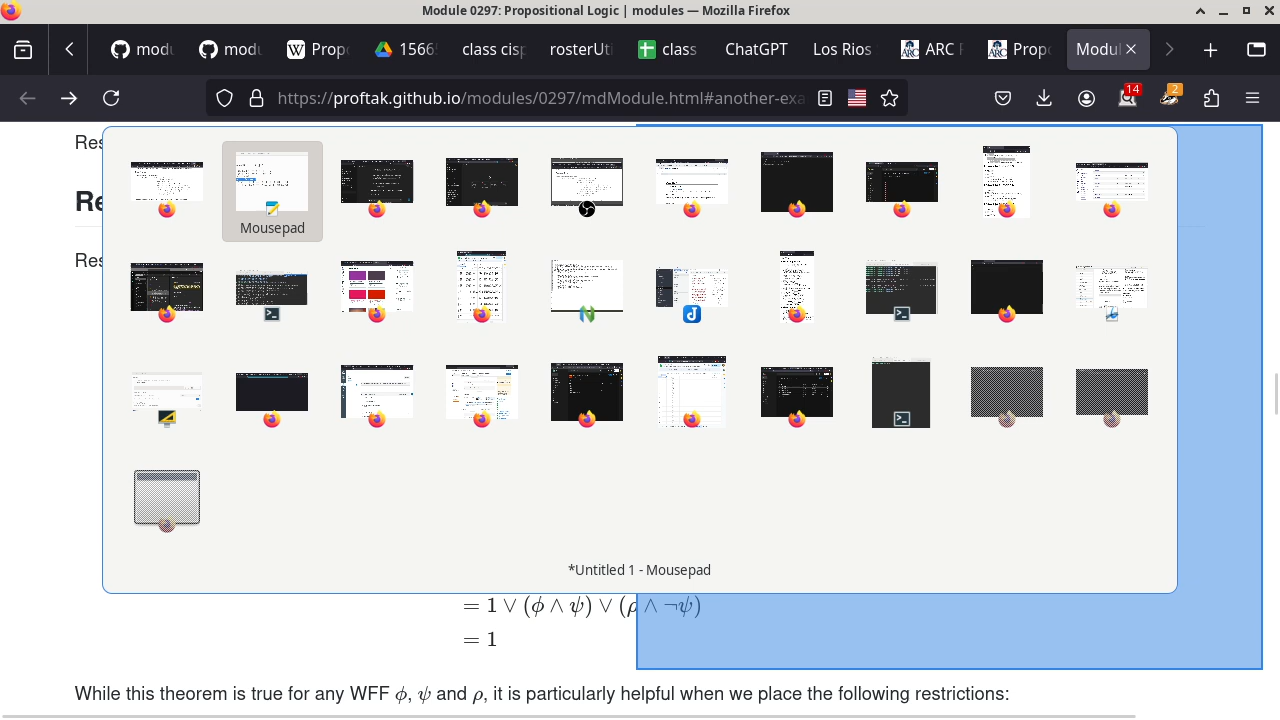 Module 0297: Propositional Logic | modules — Mozilla Firefox
modu
modu
Prop
1566
class cisp
rosterUti
class
ChatGPT
Los Rios
ARC
Prop
Modul
https://proftak.github.io/modules/0297/mdModule.html#another-exa
14
2
Res
Re
Res
Mousepad
*Untitled 1 - Mousepad
= 1 ∨ (ϕ ∧ ψ) ∨ (ρ ∧ ¬ψ)
= 1
While this theorem is true for any WFF ϕ, ψ and ρ, it is particularly helpful when we place the following restrictions: